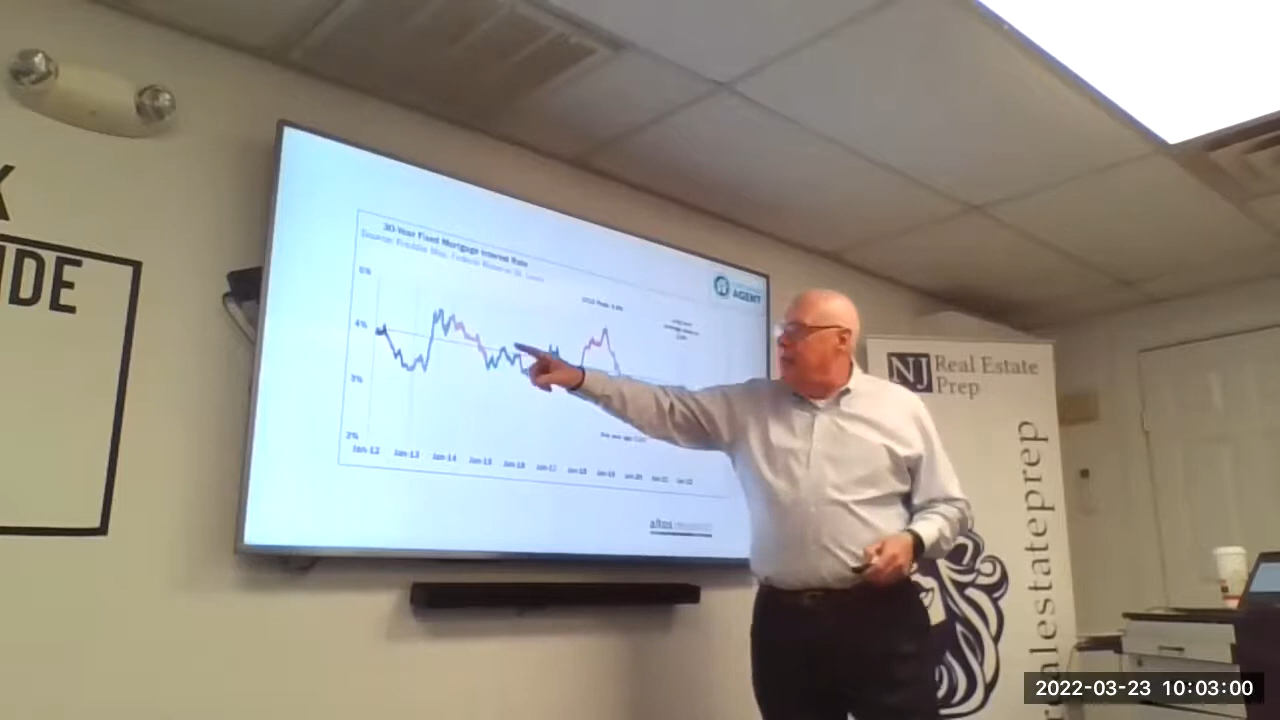 K
IDE
30-Year Fixed Mortgage Interest Rate
Source: Freddie Mac, Federal Reserve St. Louis
AGENT
4%
3%
2%
Jan-12 Jan-13 Jan-14 Jan-15 Jan-16 Jan-17 Jan-18 Jan-19 Jan-20 Jan-21 Jan-22
altos
NJ Real Estate
Prep
realestateprep
2022-03-23 10:03:00